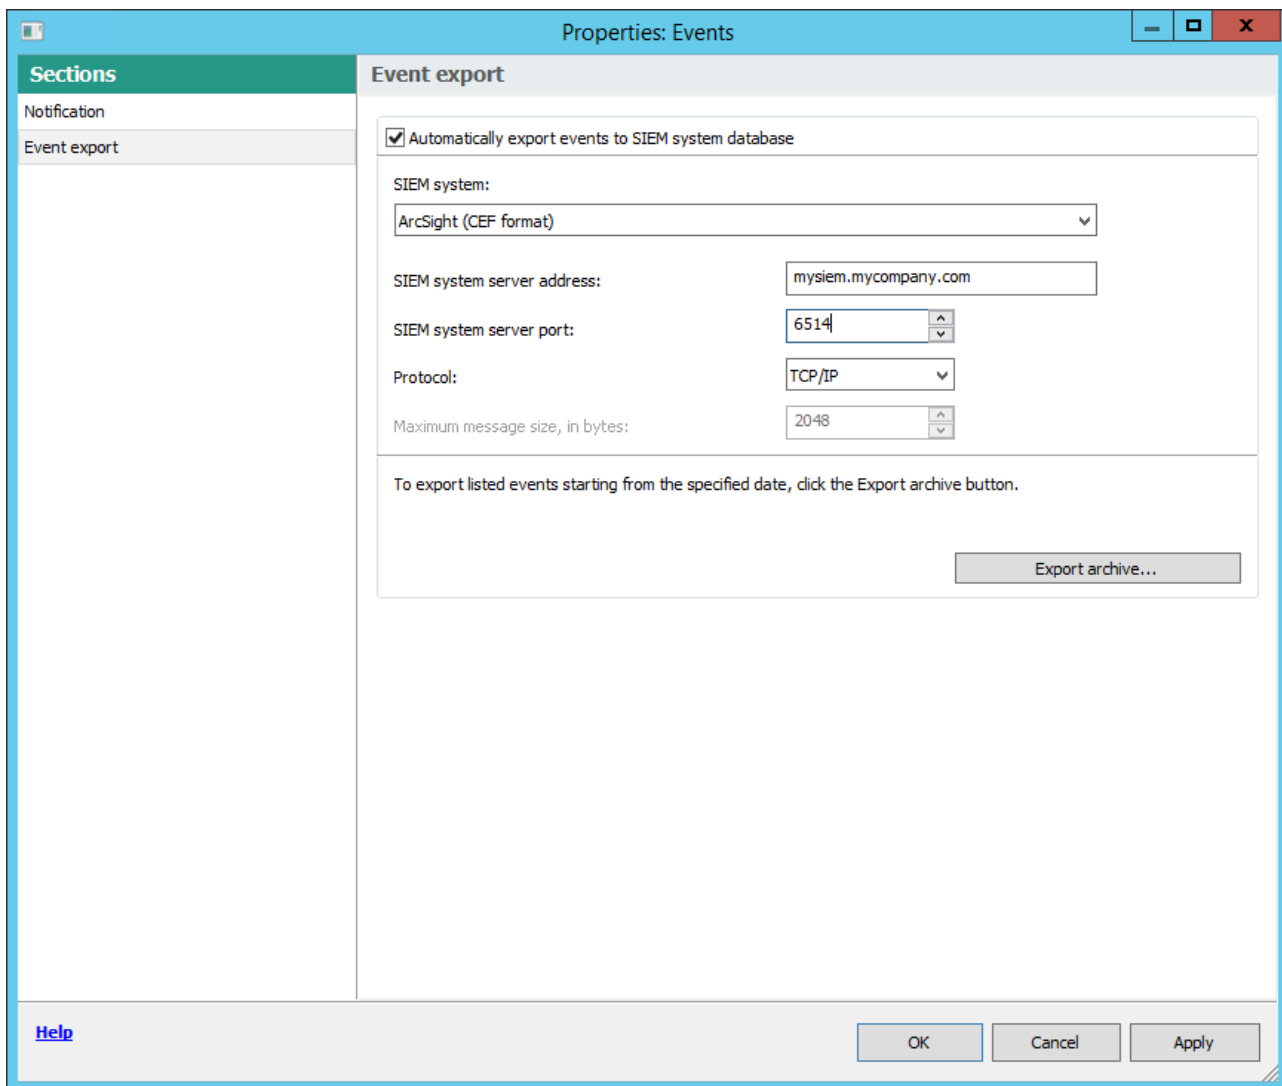 Properties: Events
Sections
Notification
Event export
Event export
Automatically export events to SIEM system database
SIEM system:
ArcSight (CEF format)
SIEM system server address:
mysiem.mycompany.com
SIEM system server port:
6514
Protocol:
TCP/IP
Maximum message size, in bytes:
2048
To export listed events starting from the specified date, click the Export archive button.
Export archive...
Help
OK
Cancel
Apply